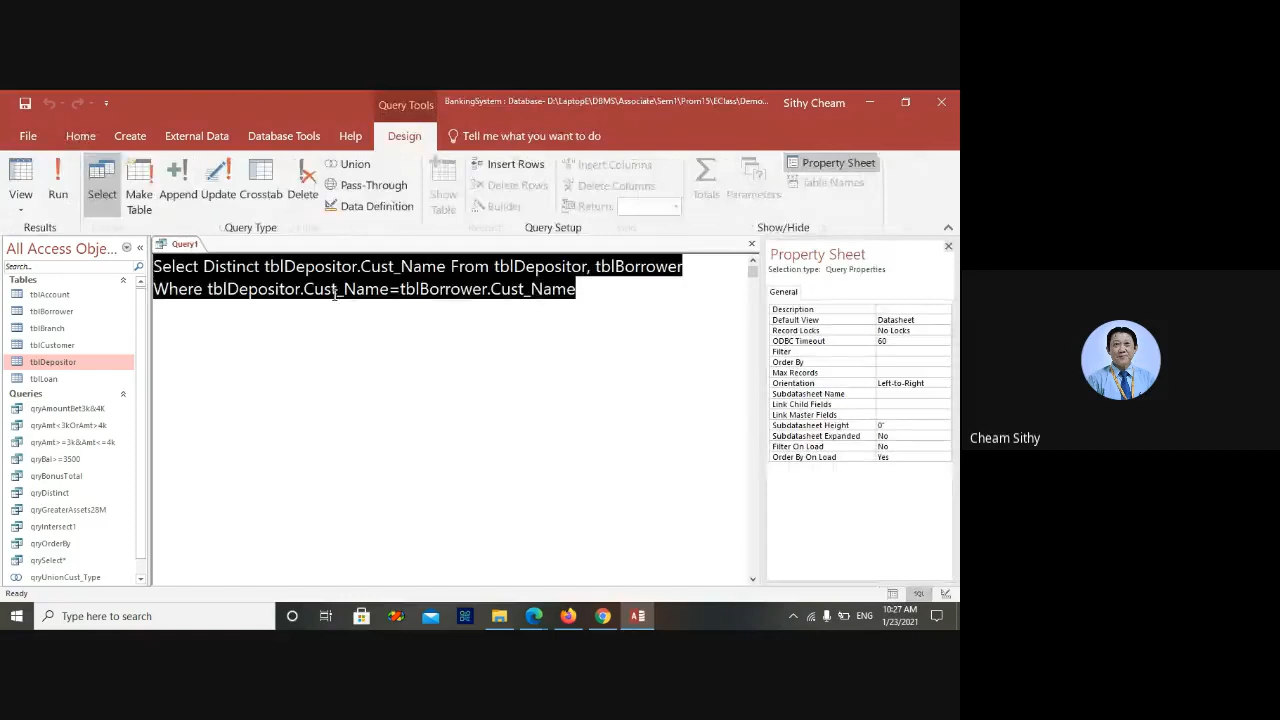 Query Tools
BankingSystem : Database- D:\LaptopE\DBMS\Associate\Sem1\Prom15\EClass\Demo...
Sithy Cheam
File Home Create External Data Database Tools Help Design Tell me what you want to do
View
Run
Select
Make Table
Append
Update
Crosstab
Delete
Union
Pass-Through
Data Definition
Show Table
Insert Rows
Delete Rows
Builder
Insert Columns
Delete Columns
Return:
Totals
Parameters
Property Sheet
Table Names
Results
Query Type
Query Setup
Show/Hide
All Access Obje...
Search...
Tables
tblAccount
tblBorrower
tblBranch
tblCustomer
tblDepositor
tblLoan
Queries
qryAmountBet3k&4K
qryAmt<3kOrAmt>4k
qryAmt>=3k&Amt<=4k
qryBal>=3500
qryBonusTotal
qryDistinct
qryGreaterAssets28M
qryIntersect1
qryOrderBy
qrySelect*
qryUnionCust_Type
Query1
Select Distinct tblDepositor.Cust_Name From tblDepositor, tblBorrower
Where tblDepositor.Cust_Name=tblBorrower.Cust_Name
Property Sheet
Selection type: Query Properties
General
Description
Default View Datasheet
Record Locks No Locks
ODBC Timeout 60
Filter
Order By
Max Records
Orientation Left-to-Right
Subdatasheet Name
Link Child Fields
Link Master Fields
Subdatasheet Height 0"
Subdatasheet Expanded No
Filter On Load No
Order By On Load Yes
Cheam Sithy
Ready
SQL
Type here to search
ENG
10:27 AM
1/23/2021